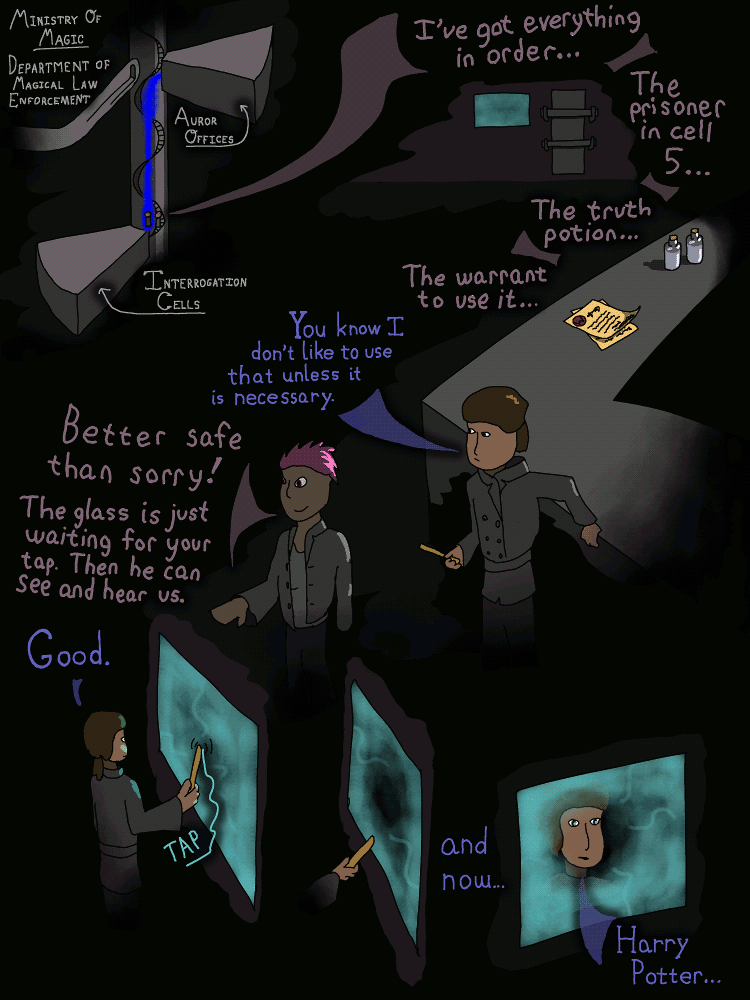 Ministry Of
Magic
Department of
Magical Law
Enforcement
Auror
Offices
Interrogation
Cells
I've got everything
in order...
The
prisoner
in cell
5...
The truth
potion...
The warrant
to use it...
You know I
don't like to use
that unless it
is necessary.
Better safe
than sorry!
The glass is just
waiting for your
tap. Then he can
see and hear us.
Good.
TAP
and
now...
Harry
Potter...